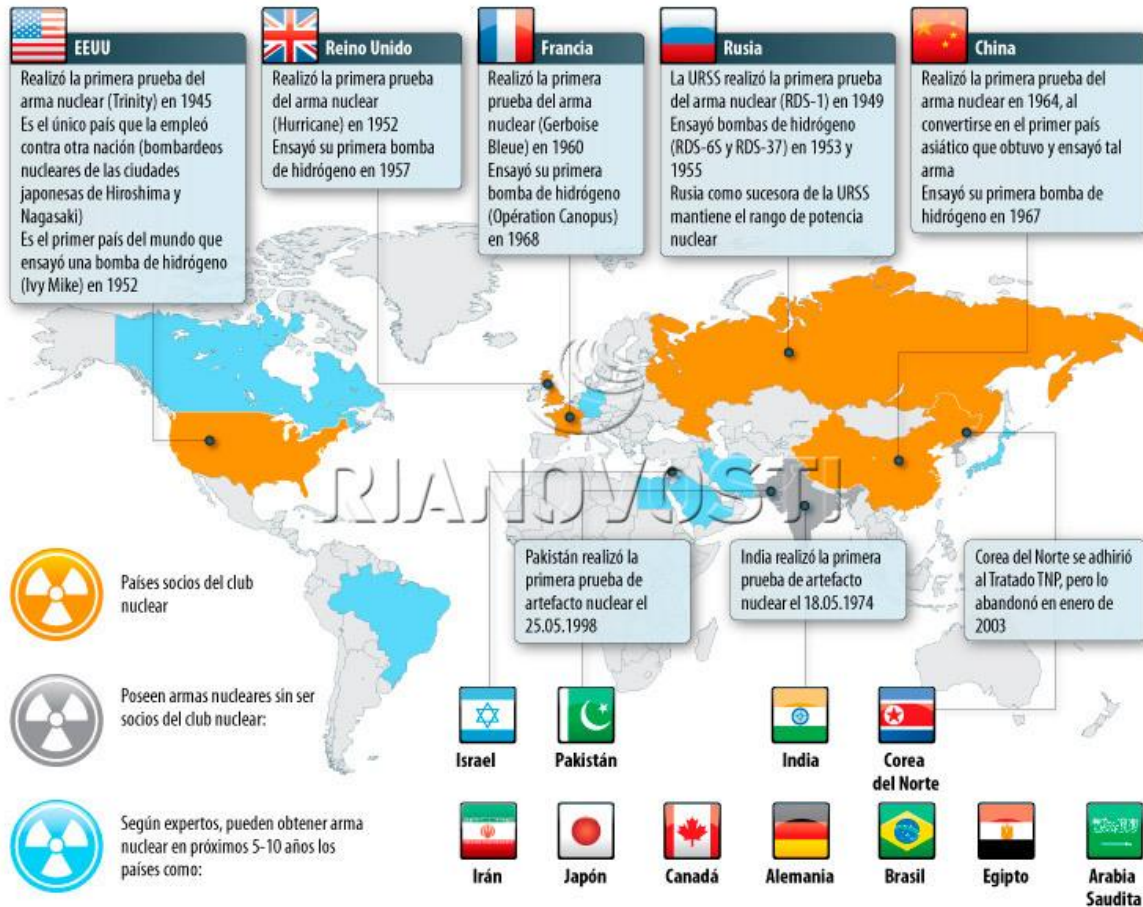 EEUU
Realizó la primera prueba del
arma nuclear (Trinity) en 1945
Es el único país que la empleó
contra otra nación (bombardeos
nucleares de las ciudades
japonesas de Hiroshima y
Nagasaki)
Es el primer país del mundo que
ensayó una bomba de hidrógeno
(Ivy Mike) en 1952
Reino Unido
Realizó la primera prueba
del arma nuclear
(Hurricane) en 1952
Ensayó su primera bomba
de hidrógeno en 1957
Francia
Realizó la primera
prueba del arma
nuclear (Gerboise
Bleue) en 1960
Ensayó su primera
bomba de hidrógeno
(Opération Canopus)
en 1968
Rusia
La URSS realizó la primera prueba
del arma nuclear (RDS-1) en 1949
Ensayó bombas de hidrógeno
(RDS-6S y RDS-37) en 1953 y
1955
Rusia como sucesora de la URSS
mantiene el rango de potencia
nuclear
China
Realizó la primera prueba del
arma nuclear en 1964, al
convertirse en el primer país
asiático que obtuvo y ensayó tal
arma
Ensayó su primera bomba de
hidrógeno en 1967
RIANOVOSTI
Pakistán realizó la
primera prueba de
artefacto nuclear el
25.05.1998
India realizó la primera
prueba de artefacto
nuclear el 18.05.1974
Corea del Norte se adhirió
al Tratado TNP, pero lo
abandonó en enero de
2003
Países socios del club
nuclear
Poseen armas nucleares sin ser
socios del club nuclear:
Israel
Pakistán
India
Corea
del Norte
Según expertos, pueden obtener arma
nuclear en próximos 5-10 años los
países como:
Irán
Japón
Canadá
Alemania
Brasil
Egipto
Arabia
Saudita